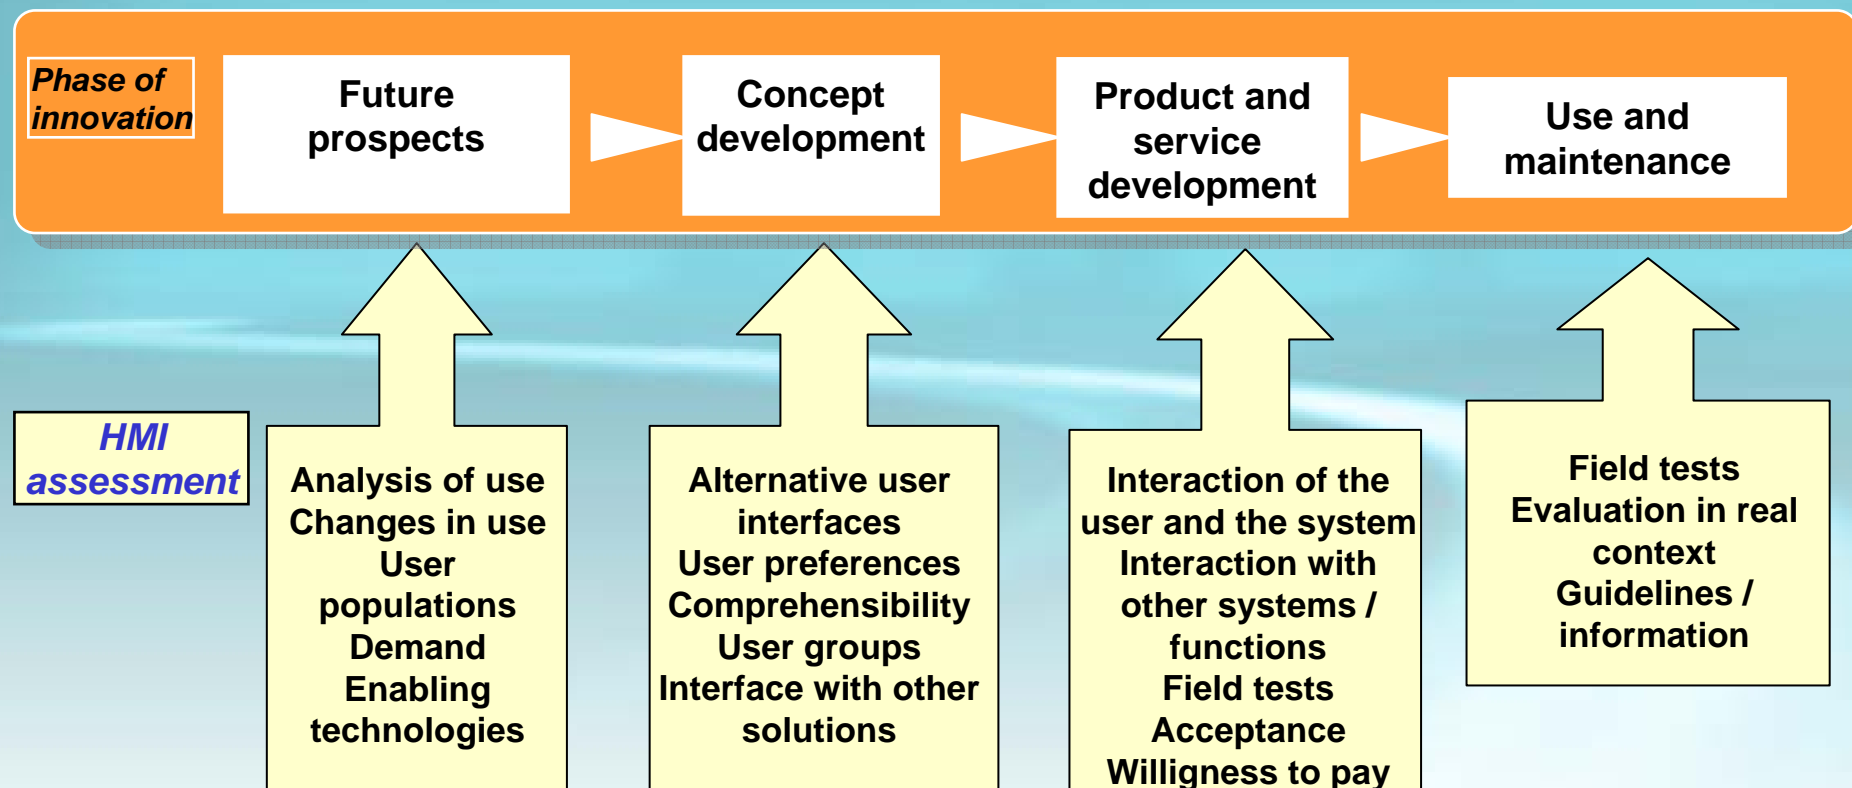 Phase of
innovation
Future
prospects
Concept
development
Product and
service
development
Use and
maintenance
HMI
assessment
Analysis of use
Changes in use
User
populations
Demand
Enabling
technologies
Alternative user
interfaces
User preferences
Comprehensibility
User groups
Interface with other
solutions
Interaction of the
user and the system
Interaction with
other systems /
functions
Field tests
Acceptance
Willigness to pay
Field tests
Evaluation in real
context
Guidelines /
information